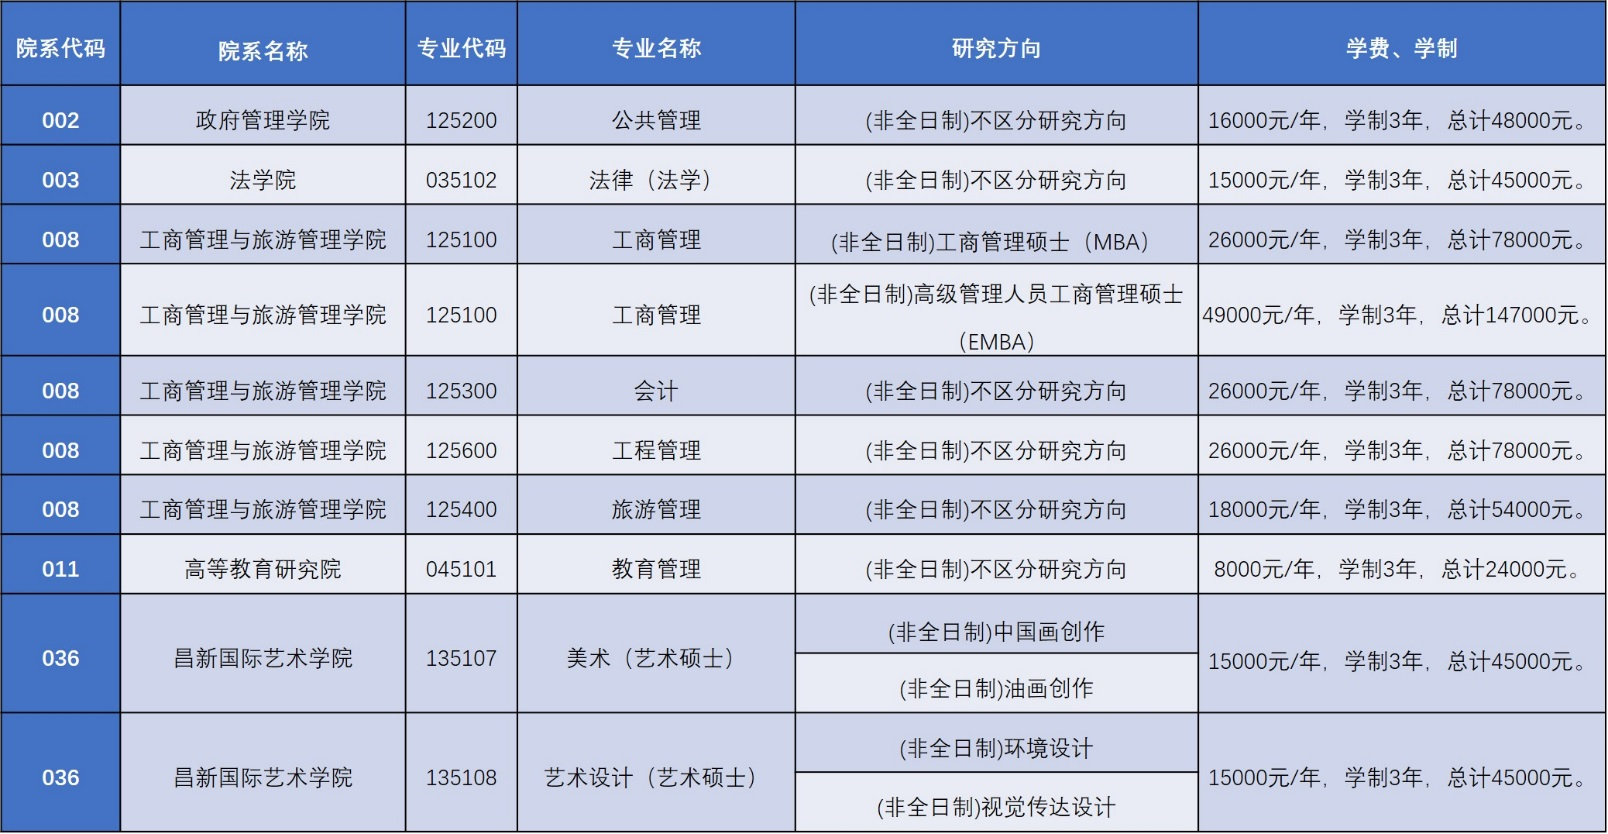 院系代码 院系名称 专业代码 专业名称 研究方向 学费、学制
002 政府管理学院 125200 公共管理 (非全日制)不区分研究方向 16000元/年，学制3年，总计48000元。
003 法学院 035102 法律（法学） (非全日制)不区分研究方向 15000元/年，学制3年，总计45000元。
008 工商管理与旅游管理学院 125100 工商管理 (非全日制)工商管理硕士（MBA） 26000元/年，学制3年，总计78000元。
008 工商管理与旅游管理学院 125100 工商管理 (非全日制)高级管理人员工商管理硕士
（EMBA） 49000元/年，学制3年，总计147000元。
008 工商管理与旅游管理学院 125300 会计 (非全日制)不区分研究方向 26000元/年，学制3年，总计78000元。
008 工商管理与旅游管理学院 125600 工程管理 (非全日制)不区分研究方向 26000元/年，学制3年，总计78000元。
008 工商管理与旅游管理学院 125400 旅游管理 (非全日制)不区分研究方向 18000元/年，学制3年，总计54000元。
011 高等教育研究院 045101 教育管理 (非全日制)不区分研究方向 8000元/年，学制3年，总计24000元。
036 昌新国际艺术学院 135107 美术（艺术硕士） (非全日制)中国画创作 15000元/年，学制3年，总计45000元。
(非全日制)油画创作
036 昌新国际艺术学院 135108 艺术设计（艺术硕士） (非全日制)环境设计 15000元/年，学制3年，总计45000元。
(非全日制)视觉传达设计